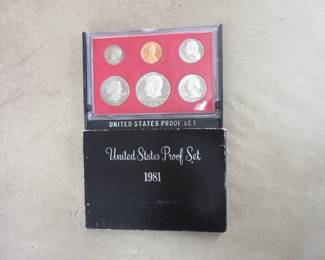 UNITED STATES PROOF SET
United States Proof Set
1981